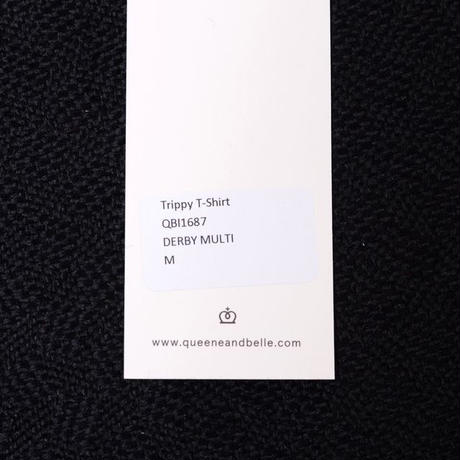 Trippy T-Shirt
QBI1687
DERBY MULTI
M
www.queeneandbelle.com